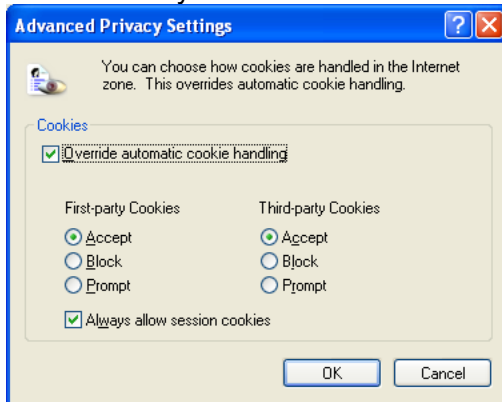 Advanced Privacy Settings
You can choose how cookies are handled in the Internet
zone. This overrides automatic cookie handling.
Cookies
Override automatic cookie handling
First-party Cookies Third-party Cookies
Accept Accept
Block Block
Prompt Prompt
Always allow session cookies
OK Cancel